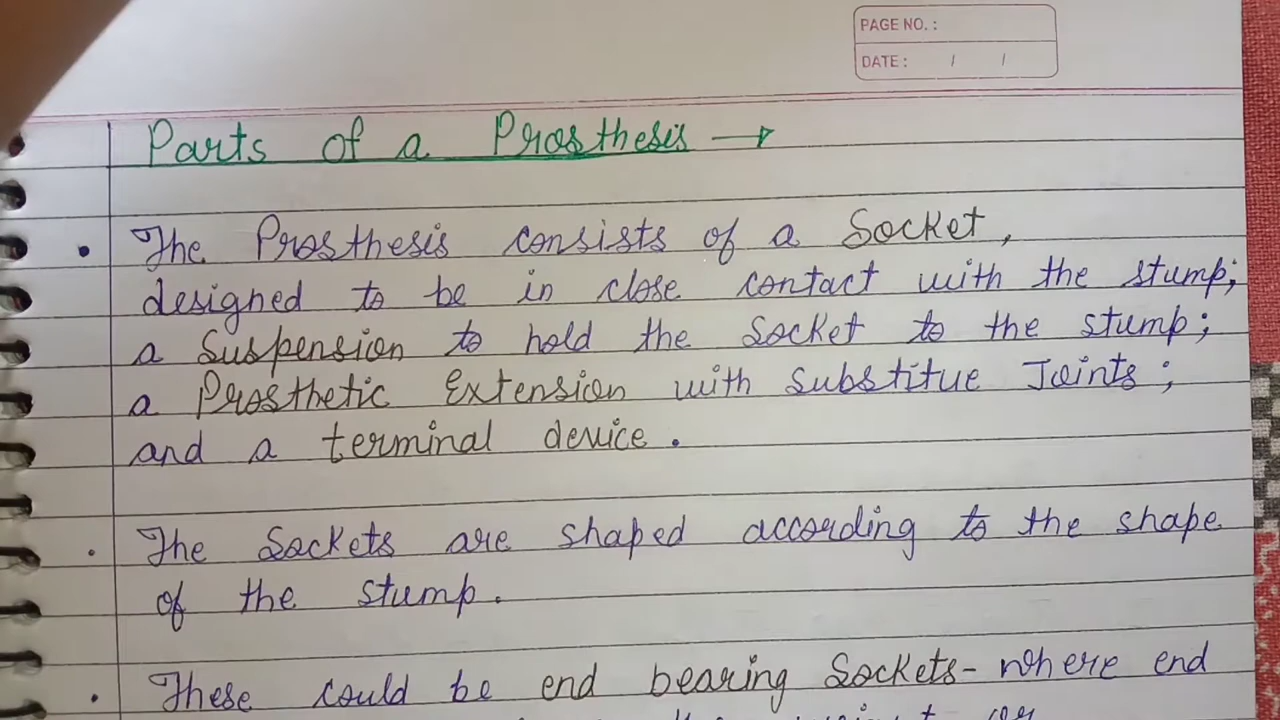 PAGE NO. :
DATE : / /
Parts of a Prosthesis →
• The Prosthesis consists of a Socket,
designed to be in close contact with the stump;
a Suspension to hold the Socket to the stump;
a Prosthetic Extension with substitue Joints;
and a terminal device.
• The Sockets are shaped according to the shape
of the stump.
• These could be end bearing Sockets- where end